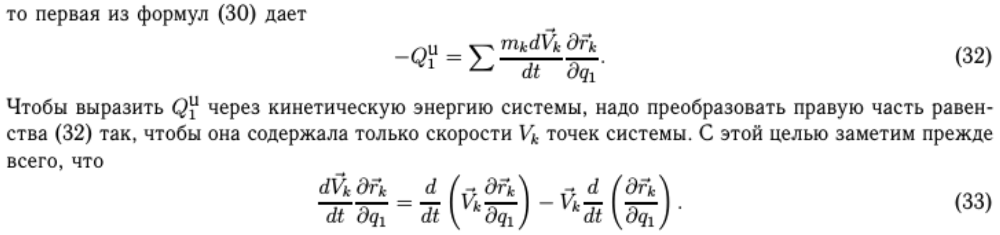 то первая из формул (30) дает
$$-Q_1^{\text{ц}} = \sum \frac{m_k d\vec{V}_k}{dt} \frac{\partial \vec{r}_k}{\partial q_1}. \quad (32)$$
Чтобы выразить $Q_1^{\text{ц}}$ через кинетическую энергию системы, надо преобразовать правую часть равен-
ства (32) так, чтобы она содержала только скорости $V_k$ точек системы. С этой целью заметим прежде
всего, что
$$\frac{d\vec{V}_k}{dt} \frac{\partial \vec{r}_k}{\partial q_1} = \frac{d}{dt} \left( \vec{V}_k \frac{\partial \vec{r}_k}{\partial q_1} \right) - \vec{V}_k \frac{d}{dt} \left( \frac{\partial \vec{r}_k}{\partial q_1} \right). \quad (33)$$